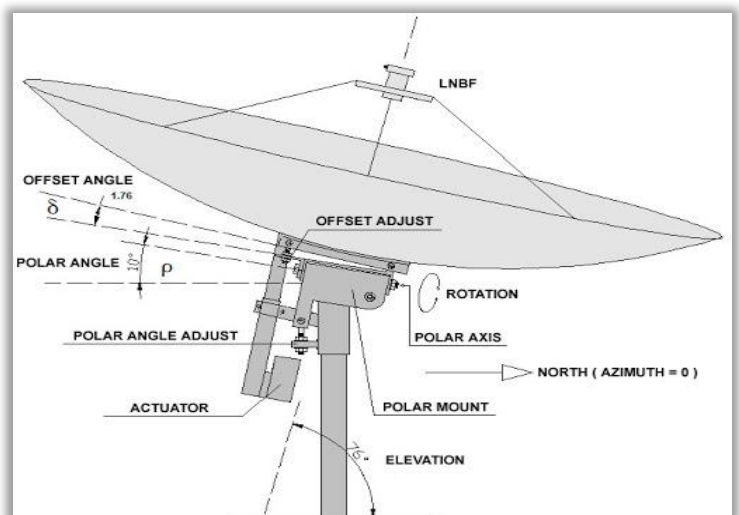 LNBF
OFFSET ANGLE
1.76
δ
OFFSET ADJUST
POLAR ANGLE
10°
ρ
ROTATION
POLAR ANGLE ADJUST
POLAR AXIS
NORTH ( AZIMUTH = 0 )
ACTUATOR
POLAR MOUNT
76°
ELEVATION